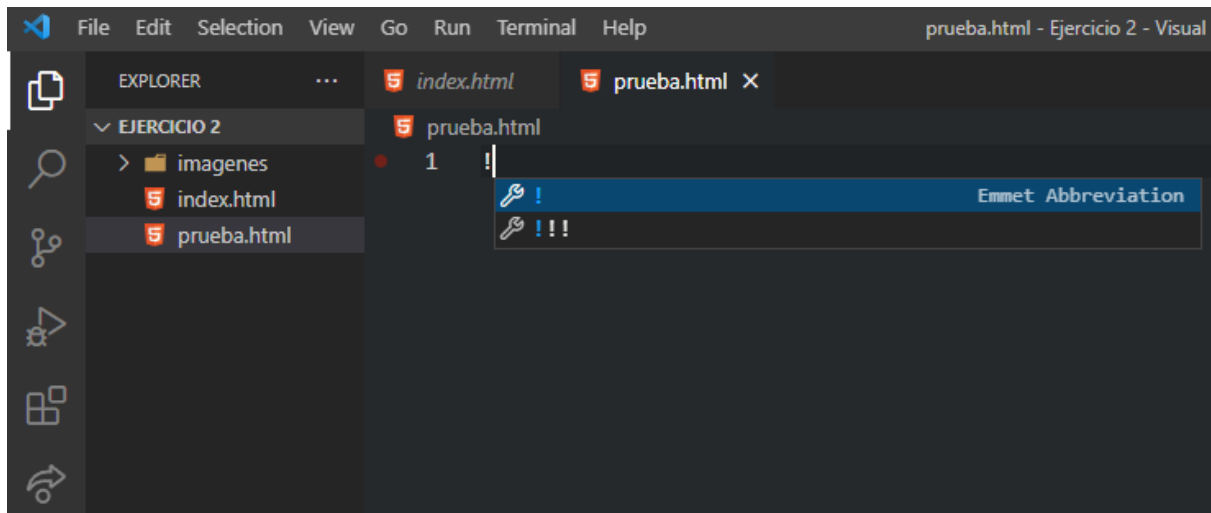 File Edit Selection View Go Run Terminal Help prueba.html - Ejercicio 2 - Visual
EXPLORER ... index.html prueba.html
EJERCICIO 2
imagenes
index.html
prueba.html
prueba.html
1 !
! Emmet Abbreviation
!!!